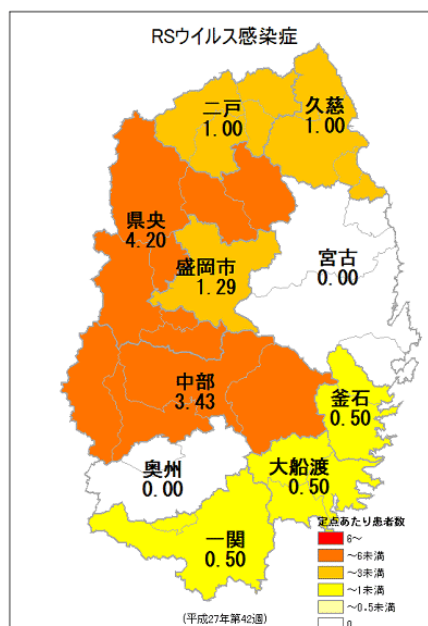 RSウイルス感染症
二戸
1.00
久慈
1.00
県央
4.20
盛岡市
1.29
宮古
0.00
中部
3.43
釜石
0.50
奥州
0.00
大船渡
0.50
一関
0.50
定点あたり患者数
6～
～6未満
～3未満
～1未満
～0.5未満
0
(平成27年第42週)